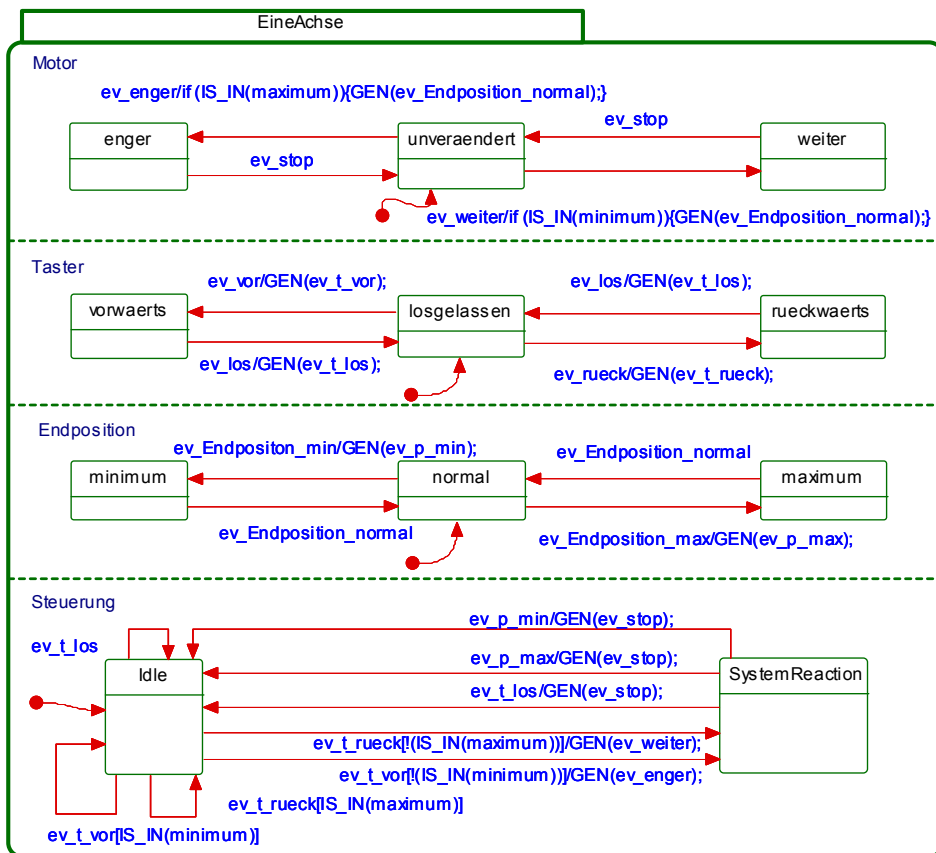 EineAchse
Motor
ev_enger/if (IS_IN(maximum)){GEN(ev_Endposition_normal);}
enger
unveraendert
ev_stop
weiter
ev_stop
ev_weiter/if (IS_IN(minimum)){GEN(ev_Endposition_normal);}
Taster
ev_vor/GEN(ev_t_vor);
ev_los/GEN(ev_t_los);
vorwaerts
losgelassen
rueckwaerts
ev_los/GEN(ev_t_los);
ev_rueck/GEN(ev_t_rueck);
Endposition
ev_Endpositon_min/GEN(ev_p_min);
ev_Endposition_normal
minimum
normal
maximum
ev_Endposition_normal
ev_Endposition_max/GEN(ev_p_max);
Steuerung
ev_p_min/GEN(ev_stop);
ev_t_los
ev_p_max/GEN(ev_stop);
Idle
SystemReaction
ev_t_los/GEN(ev_stop);
ev_t_rueck[!(IS_IN(maximum))]/GEN(ev_weiter);
ev_t_vor[!(IS_IN(minimum))]/GEN(ev_enger);
ev_t_rueck[IS_IN(maximum)]
ev_t_vor[IS_IN(minimum)]